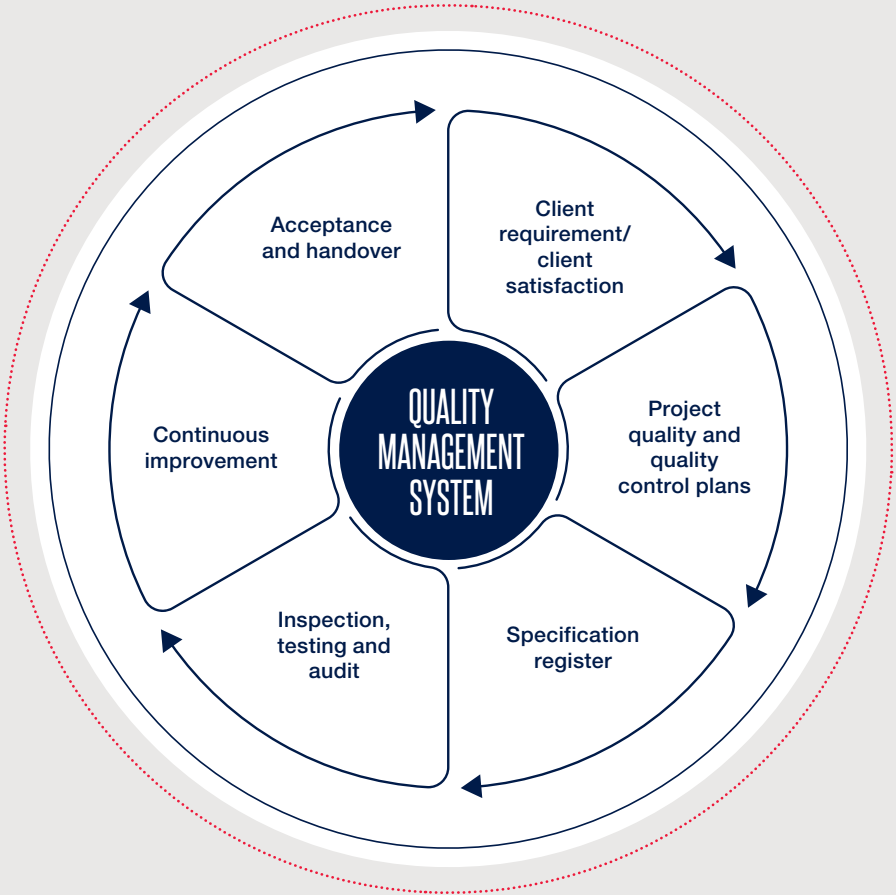 Client
requirement/
client
satisfaction
Project
quality and
quality
control plans
Specification
register
Inspection,
testing and
audit
Continuous
improvement
Acceptance
and handover
QUALITY
MANAGEMENT
SYSTEM